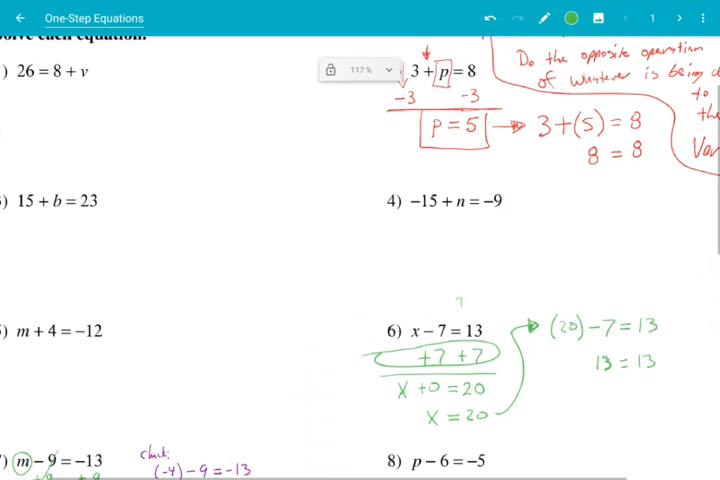 One-Step Equations
1
solve each equation.
) 26 = 8 + v
117 %
3 + p = 8
-3 -3
p = 5 → 3+(5) = 8
8 = 8
Do the opposite operation
of whatever is being d
to
the
Var
) 15 + b = 23
4) −15 + n = −9
7
) m + 4 = −12
6) x − 7 = 13
+7 +7
x +0 = 20
x = 20
(20) -7 = 13
13 = 13
) m − 9 = −13
+9 +9
check:
(-4) -9 = -13
8) p − 6 = −5